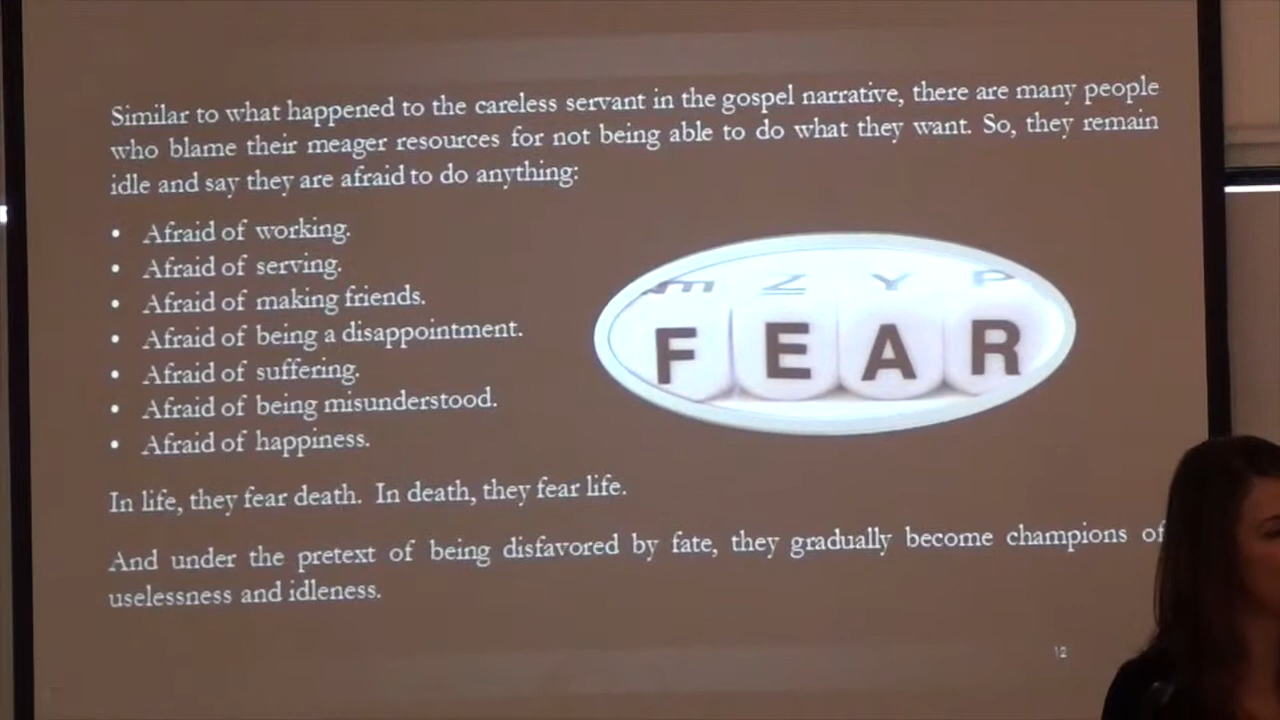 Similar to what happened to the careless servant in the gospel narrative, there are many people
who blame their meager resources for not being able to do what they want. So, they remain
idle and say they are afraid to do anything:
• Afraid of working.
• Afraid of serving.
• Afraid of making friends.
• Afraid of being a disappointment.
• Afraid of suffering.
• Afraid of being misunderstood.
• Afraid of happiness.
E Z Y P
F E A R
In life, they fear death. In death, they fear life.
And under the pretext of being disfavored by fate, they gradually become champions of
uselessness and idleness.
12